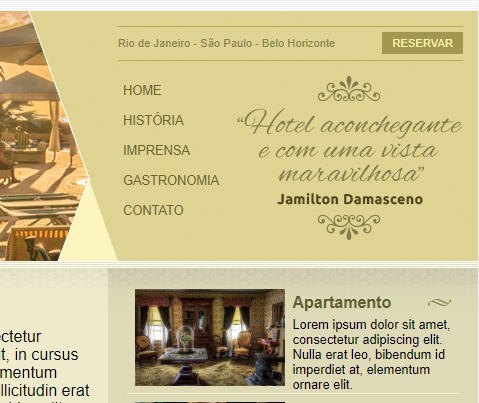 Rio de Janeiro - São Paulo - Belo Horizonte
RESERVAR
HOME
HISTÓRIA
IMPRENSA
GASTRONOMIA
CONTATO
“Hotel aconchegante
e com uma vista
maravilhosa”
Jamilton Damasceno
Apartamento
Lorem ipsum dolor sit amet,
consectetur adipiscing elit.
Nulla erat leo, bibendum id
imperdiet at, elementum
ornare elit.
ectetur
t, in cursus
mentum
llicitudin erat